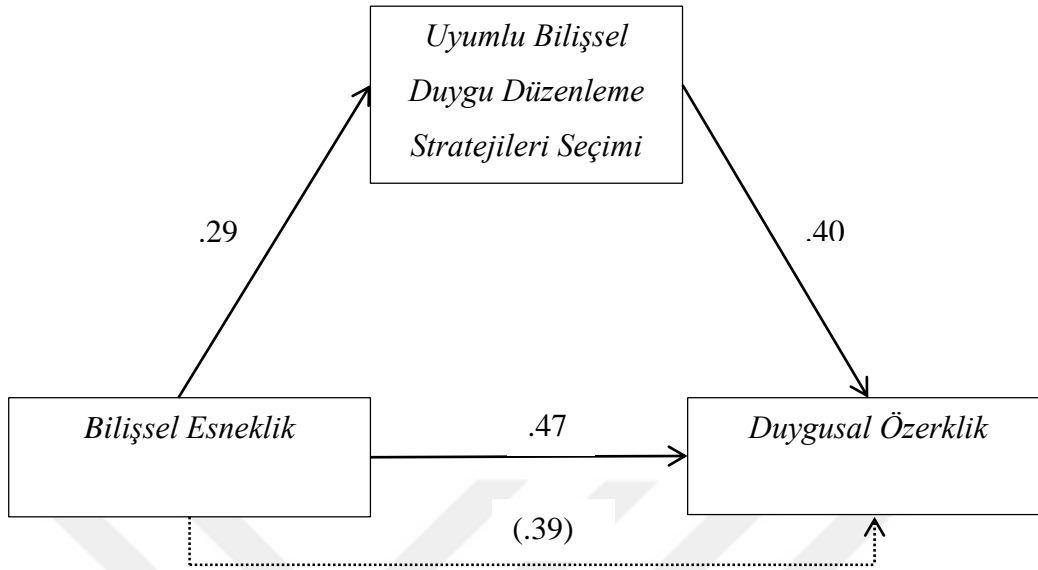 Uyumlu Bilişsel
Duygu Düzenleme
Stratejileri Seçimi
.29
.40
Bilişsel Esneklik
.47
Duygusal Özerklik
(.39)